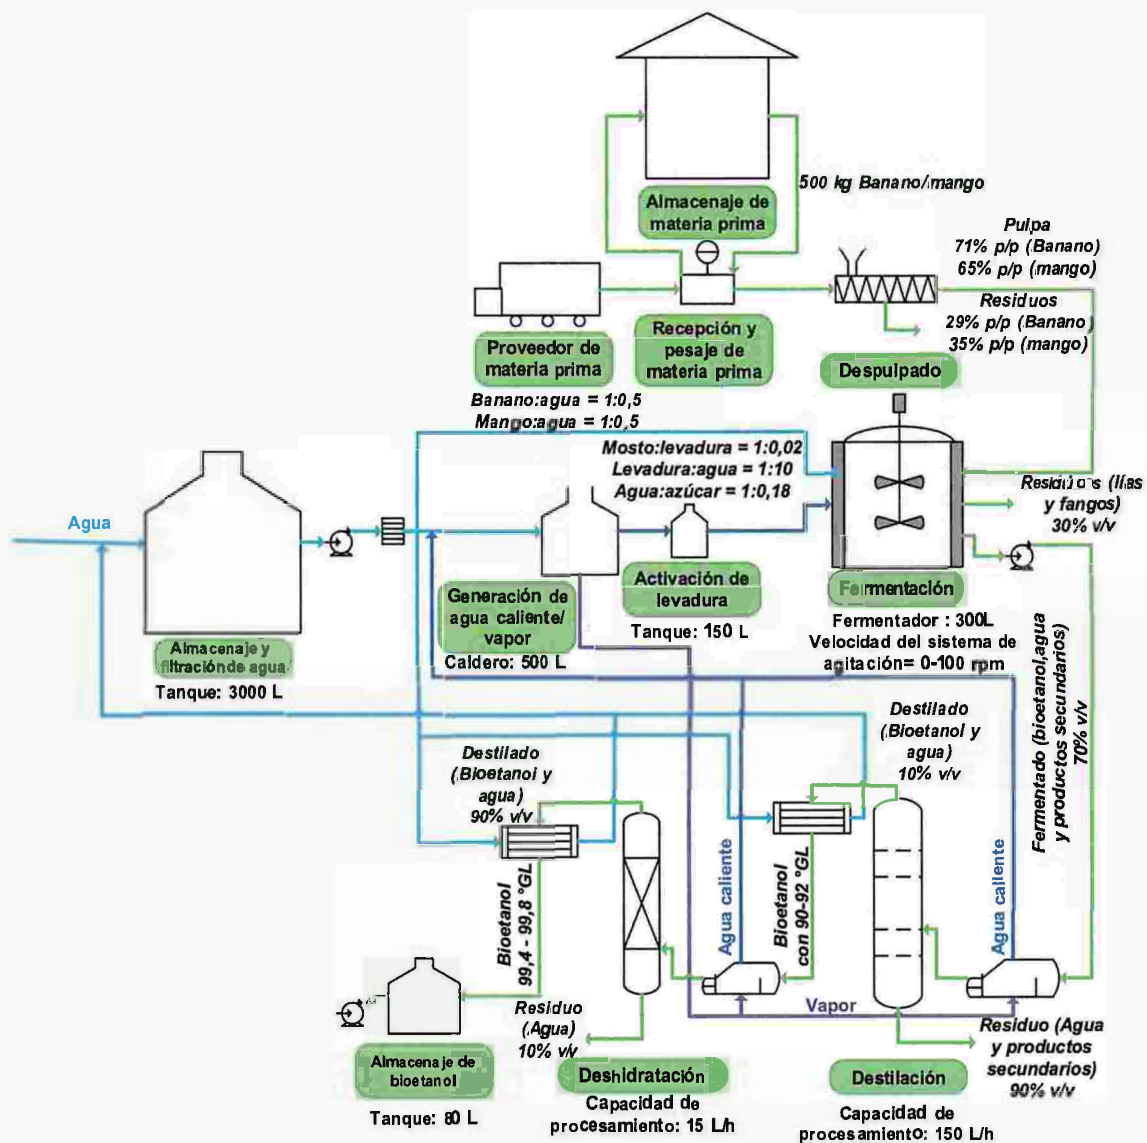 500 kg Banano/mango
Almacenaje de
materia prima
Pulpa
71% p/p (Banano)
65% p/p (mango)
Residuos
29% p/p (Banano)
35% p/p (mango)
Proveedor de
materia prima
Recepción y
pesaje de
materia prima
Despulpado
Banano:agua = 1:0,5
Mango:agua = 1:0,5
Mosto:levadura = 1:0,02
Levadura:agua = 1:10
Agua:azúcar = 1:0,18
Residuos (lías
y fangos)
30% v/v
Agua
Almacenaje y
filtración de agua
Tanque: 3000 L
Generación de
agua caliente/
vapor
Caldero: 500 L
Activación de
levadura
Tanque: 150 L
Fermentación
Fermentador : 300L
Velocidad del sistema de
agitación= 0-100 rpm
Fermentado (bioetanol,agua
y productos secundarios)
70% v/v
Destilado
(Bioetanol y
agua)
90% v/v
Destilado
(Bioetanol y
agua)
10% v/v
Bioetanol
99,4 - 99,8 °GL
Agua caliente
Bioetanol
con 90-92 °GL
Agua caliente
Vapor
Residuo
(Agua)
10% v/v
Residuo (Agua
y productos
secundarios)
90% v/v
Almacenaje de
bioetanol
Tanque: 80 L
Deshidratación
Capacidad de
procesamiento: 15 L/h
Destilación
Capacidad de
procesamiento: 150 L/h